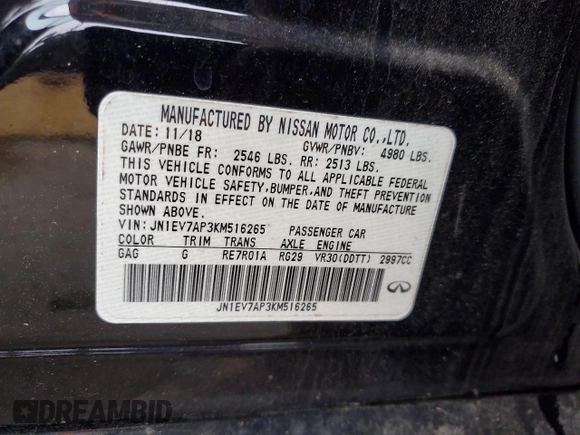 MANUFACTURED BY NISSAN MOTOR CO.,LTD.
DATE: 11/18 GVWR/PNBV: 4980 LBS.
GAWR/PNBE FR: 2546 LBS. RR: 2513 LBS.
THIS VEHICLE CONFORMS TO ALL APPLICABLE FEDERAL
MOTOR VEHICLE SAFETY, BUMPER, AND THEFT PREVENTION
STANDARDS IN EFFECT ON THE DATE OF MANUFACTURE
SHOWN ABOVE.
VIN: JN1EV7AP3KM516265 PASSENGER CAR
COLOR TRIM TRANS AXLE ENGINE
GAG G RE7R01A RG29 VR30(DDTT) 2997CC
JN1EV7AP3KM516265
DREAMBID